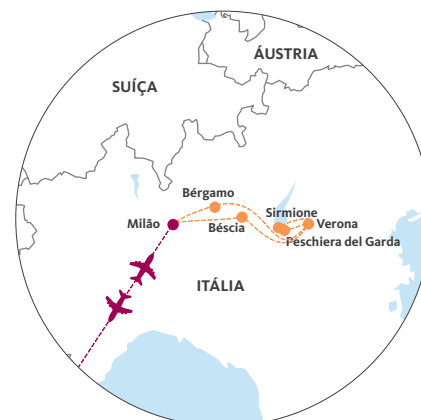 ÁUSTRIA
SUÍÇA
Bérgamo
Sirmione
Milão
Béscia
Verona
Peschiera del Garda
ITÁLIA